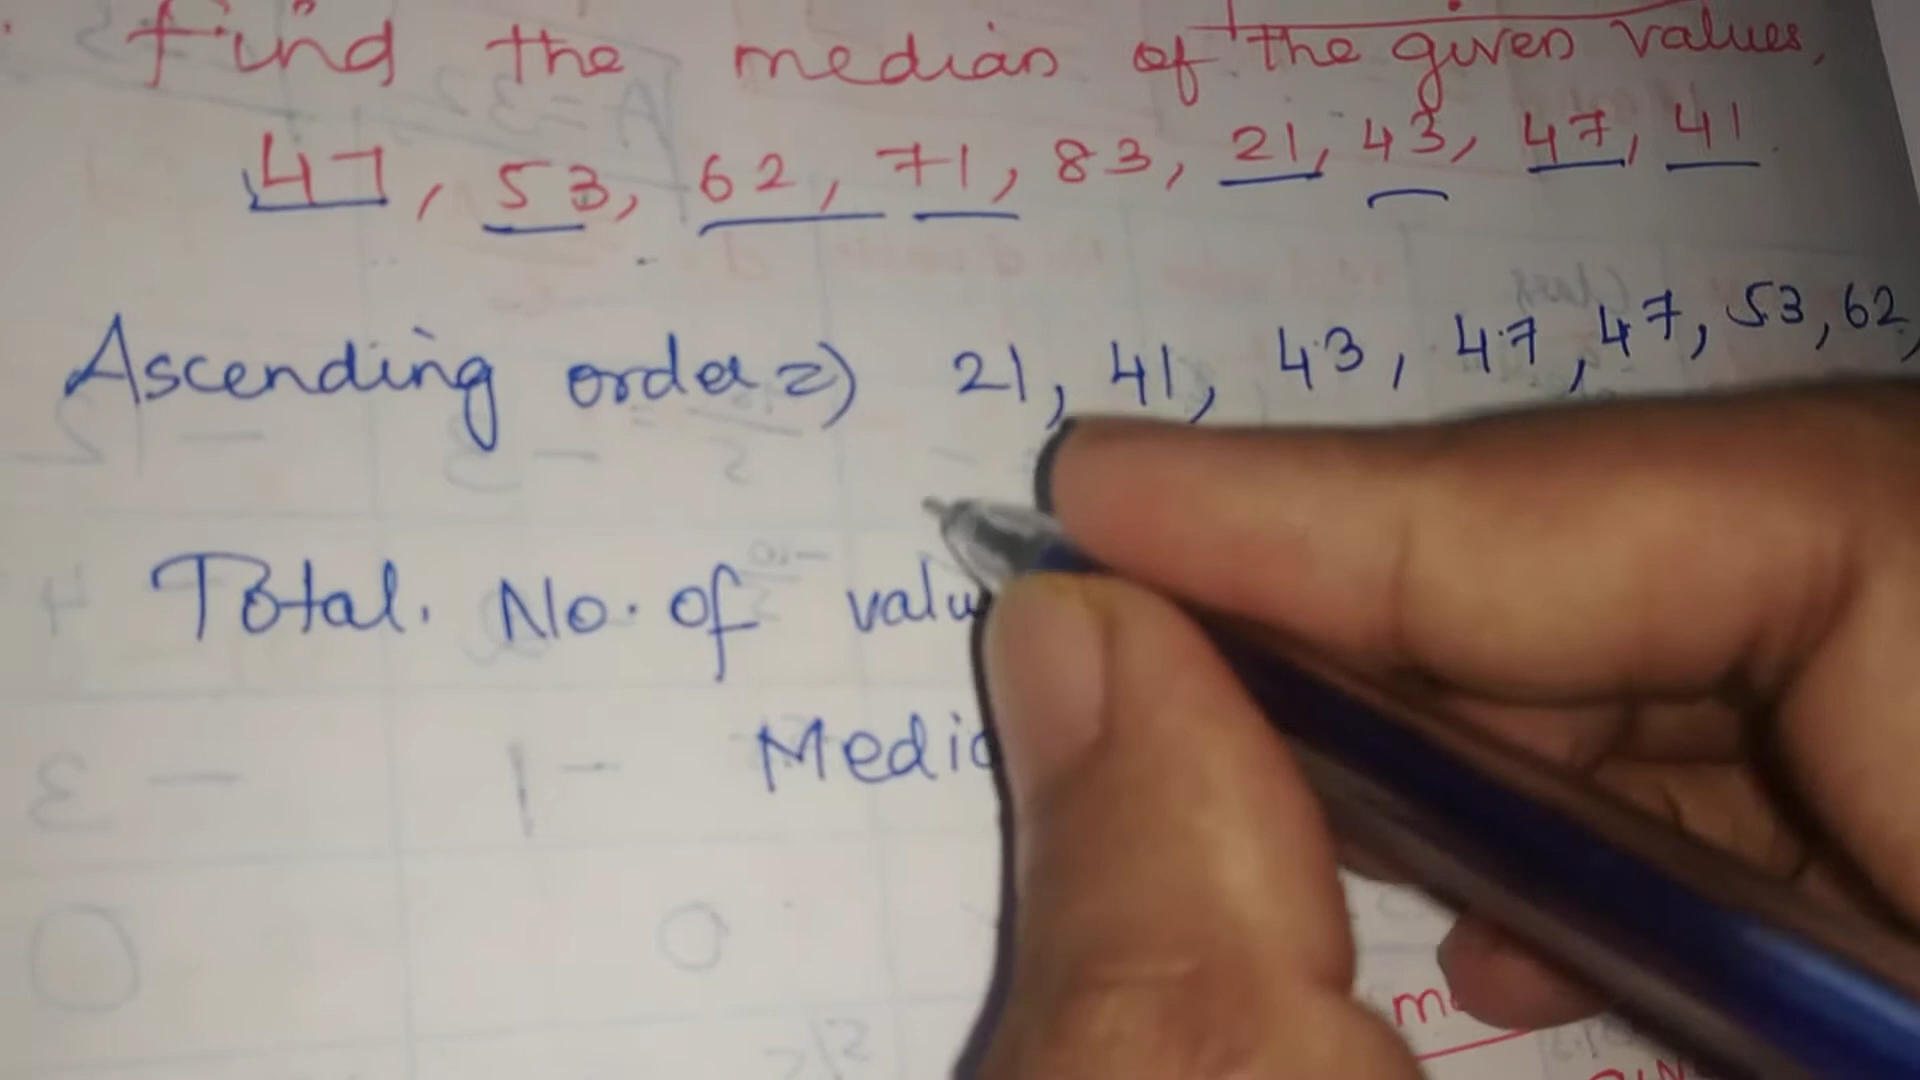 find the median of the given values,
47, 53, 62, 71, 83, 21, 43, 47, 41
Ascending order => 21, 41, 43, 47, 47, 53, 62,
Total. No. of valu
Media